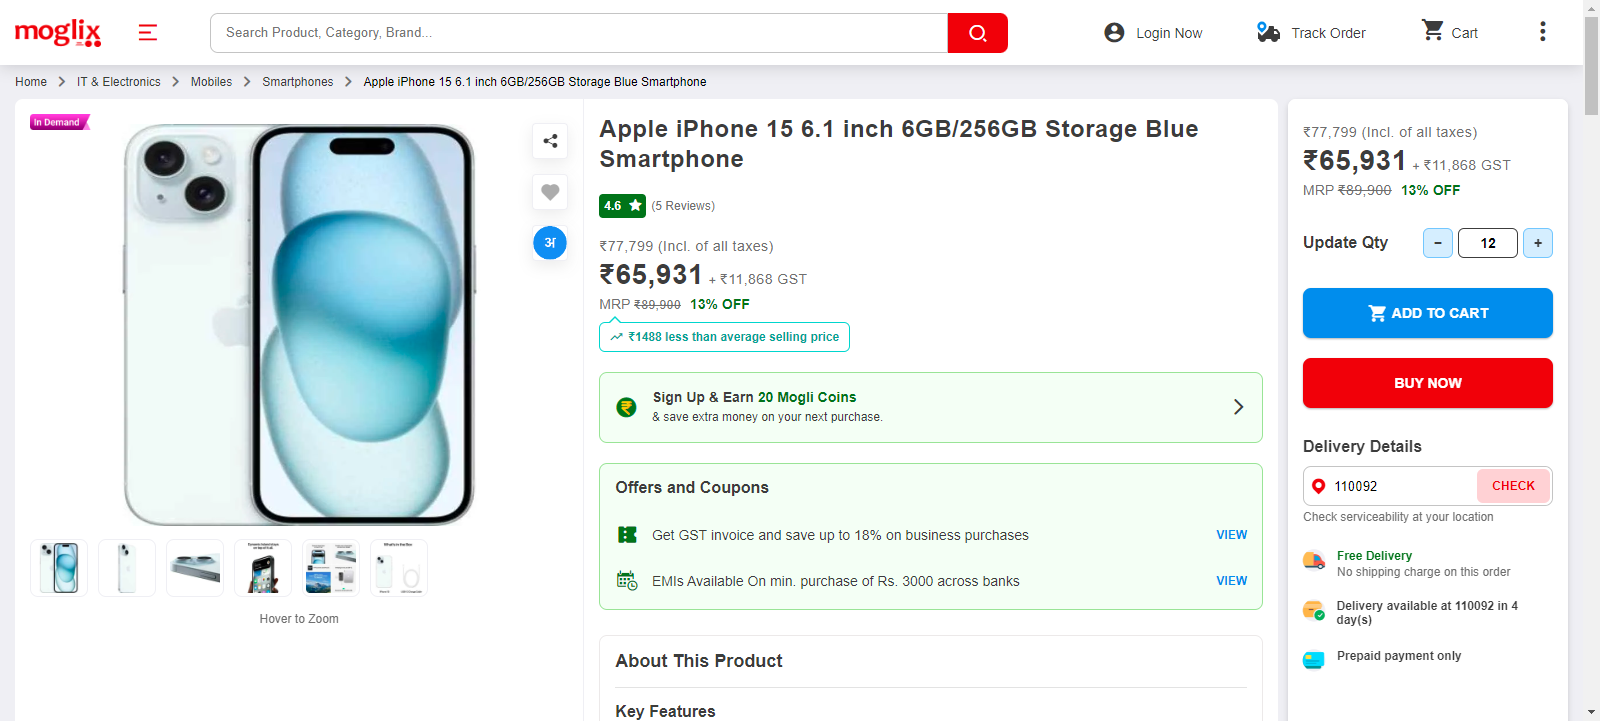 moglix
Search Product, Category, Brand...
Login Now
Track Order
Cart
Home > IT & Electronics > Mobiles > Smartphones > Apple iPhone 15 6.1 inch 6GB/256GB Storage Blue Smartphone
In Demand
अ
Hover to Zoom
Apple iPhone 15 6.1 inch 6GB/256GB Storage Blue
Smartphone
4.6 ★ (5 Reviews)
₹77,799 (Incl. of all taxes)
₹65,931 + ₹11,868 GST
MRP ₹89,900 13% OFF
₹1488 less than average selling price
Sign Up & Earn 20 Mogli Coins
& save extra money on your next purchase.
Offers and Coupons
Get GST invoice and save up to 18% on business purchases VIEW
EMIs Available On min. purchase of Rs. 3000 across banks VIEW
About This Product
Key Features
₹77,799 (Incl. of all taxes)
₹65,931 + ₹11,868 GST
MRP ₹89,900 13% OFF
Update Qty - 12 +
ADD TO CART
BUY NOW
Delivery Details
110092 CHECK
Check serviceability at your location
Free Delivery
No shipping charge on this order
Delivery available at 110092 in 4
day(s)
Prepaid payment only